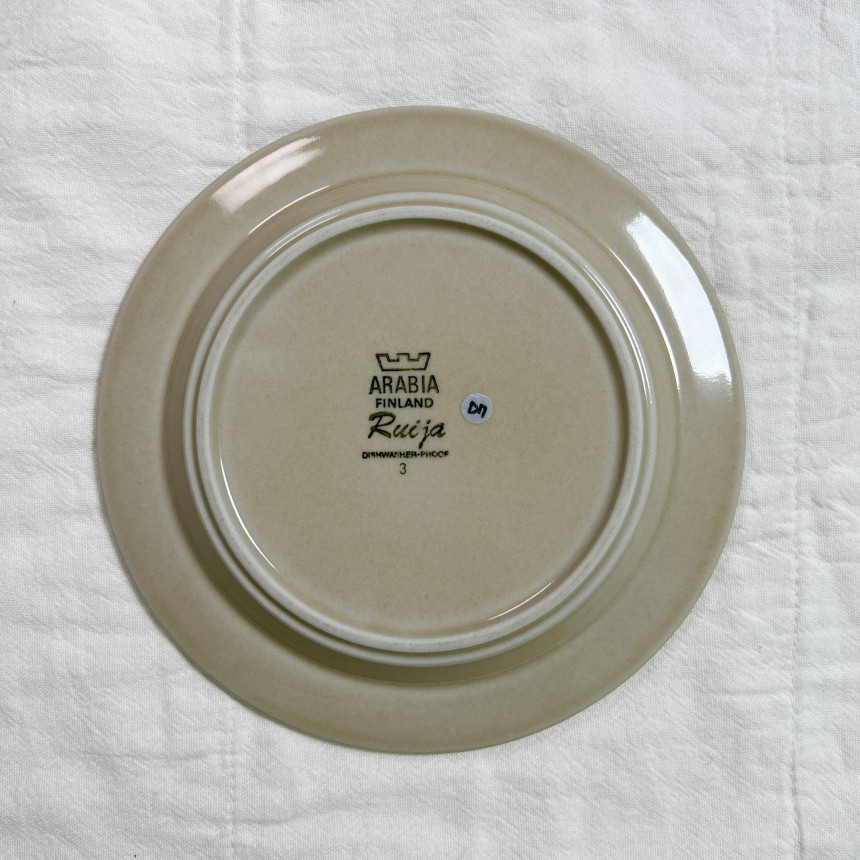 ARABIA
FINLAND
Ruija
DISHWASHER-PROOF
3